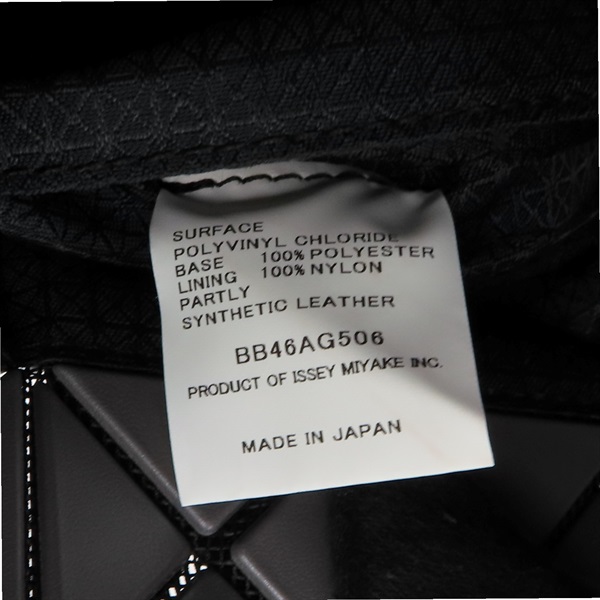 SURFACE
POLYVINYL CHLORIDE
BASE 100% POLYESTER
LINING 100% NYLON
PARTLY
SYNTHETIC LEATHER
BB46AG506
PRODUCT OF ISSEY MIYAKE INC.
MADE IN JAPAN